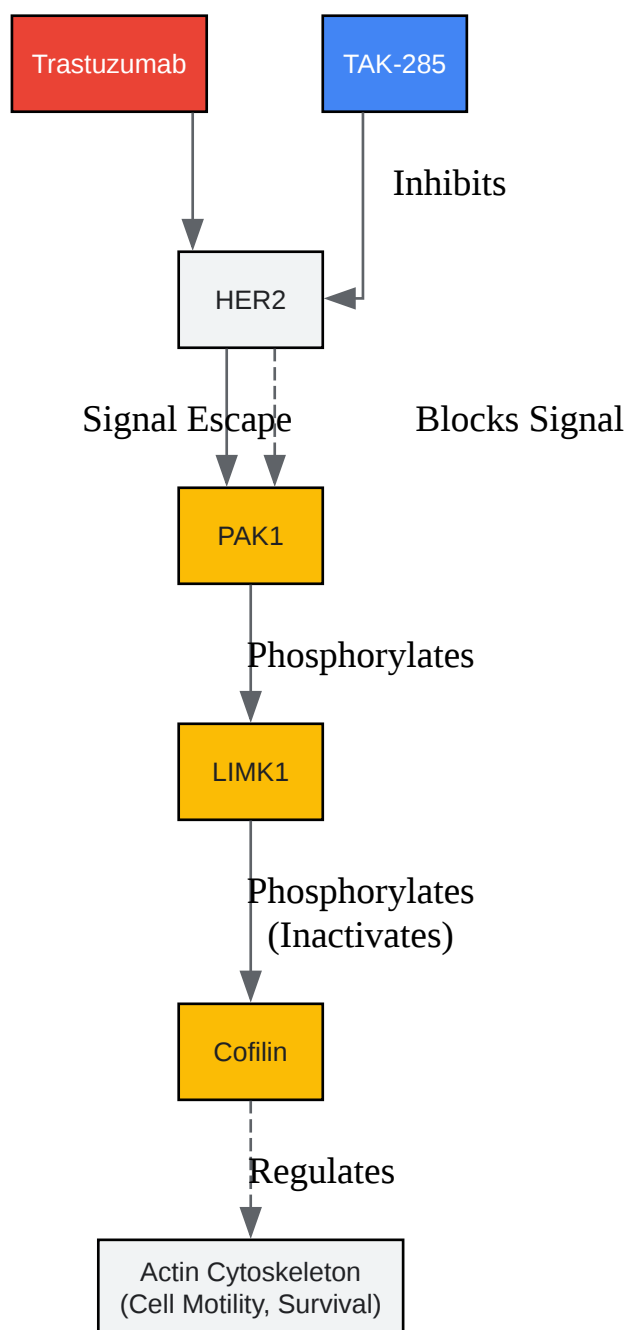 Trastuzumab
TAK-285
Inhibits
HER2
Signal Escape
Blocks Signal
PAK1
Phosphorylates
LIMK1
Phosphorylates
(Inactivates)
Cofilin
Regulates
Actin Cytoskeleton
(Cell Motility, Survival)